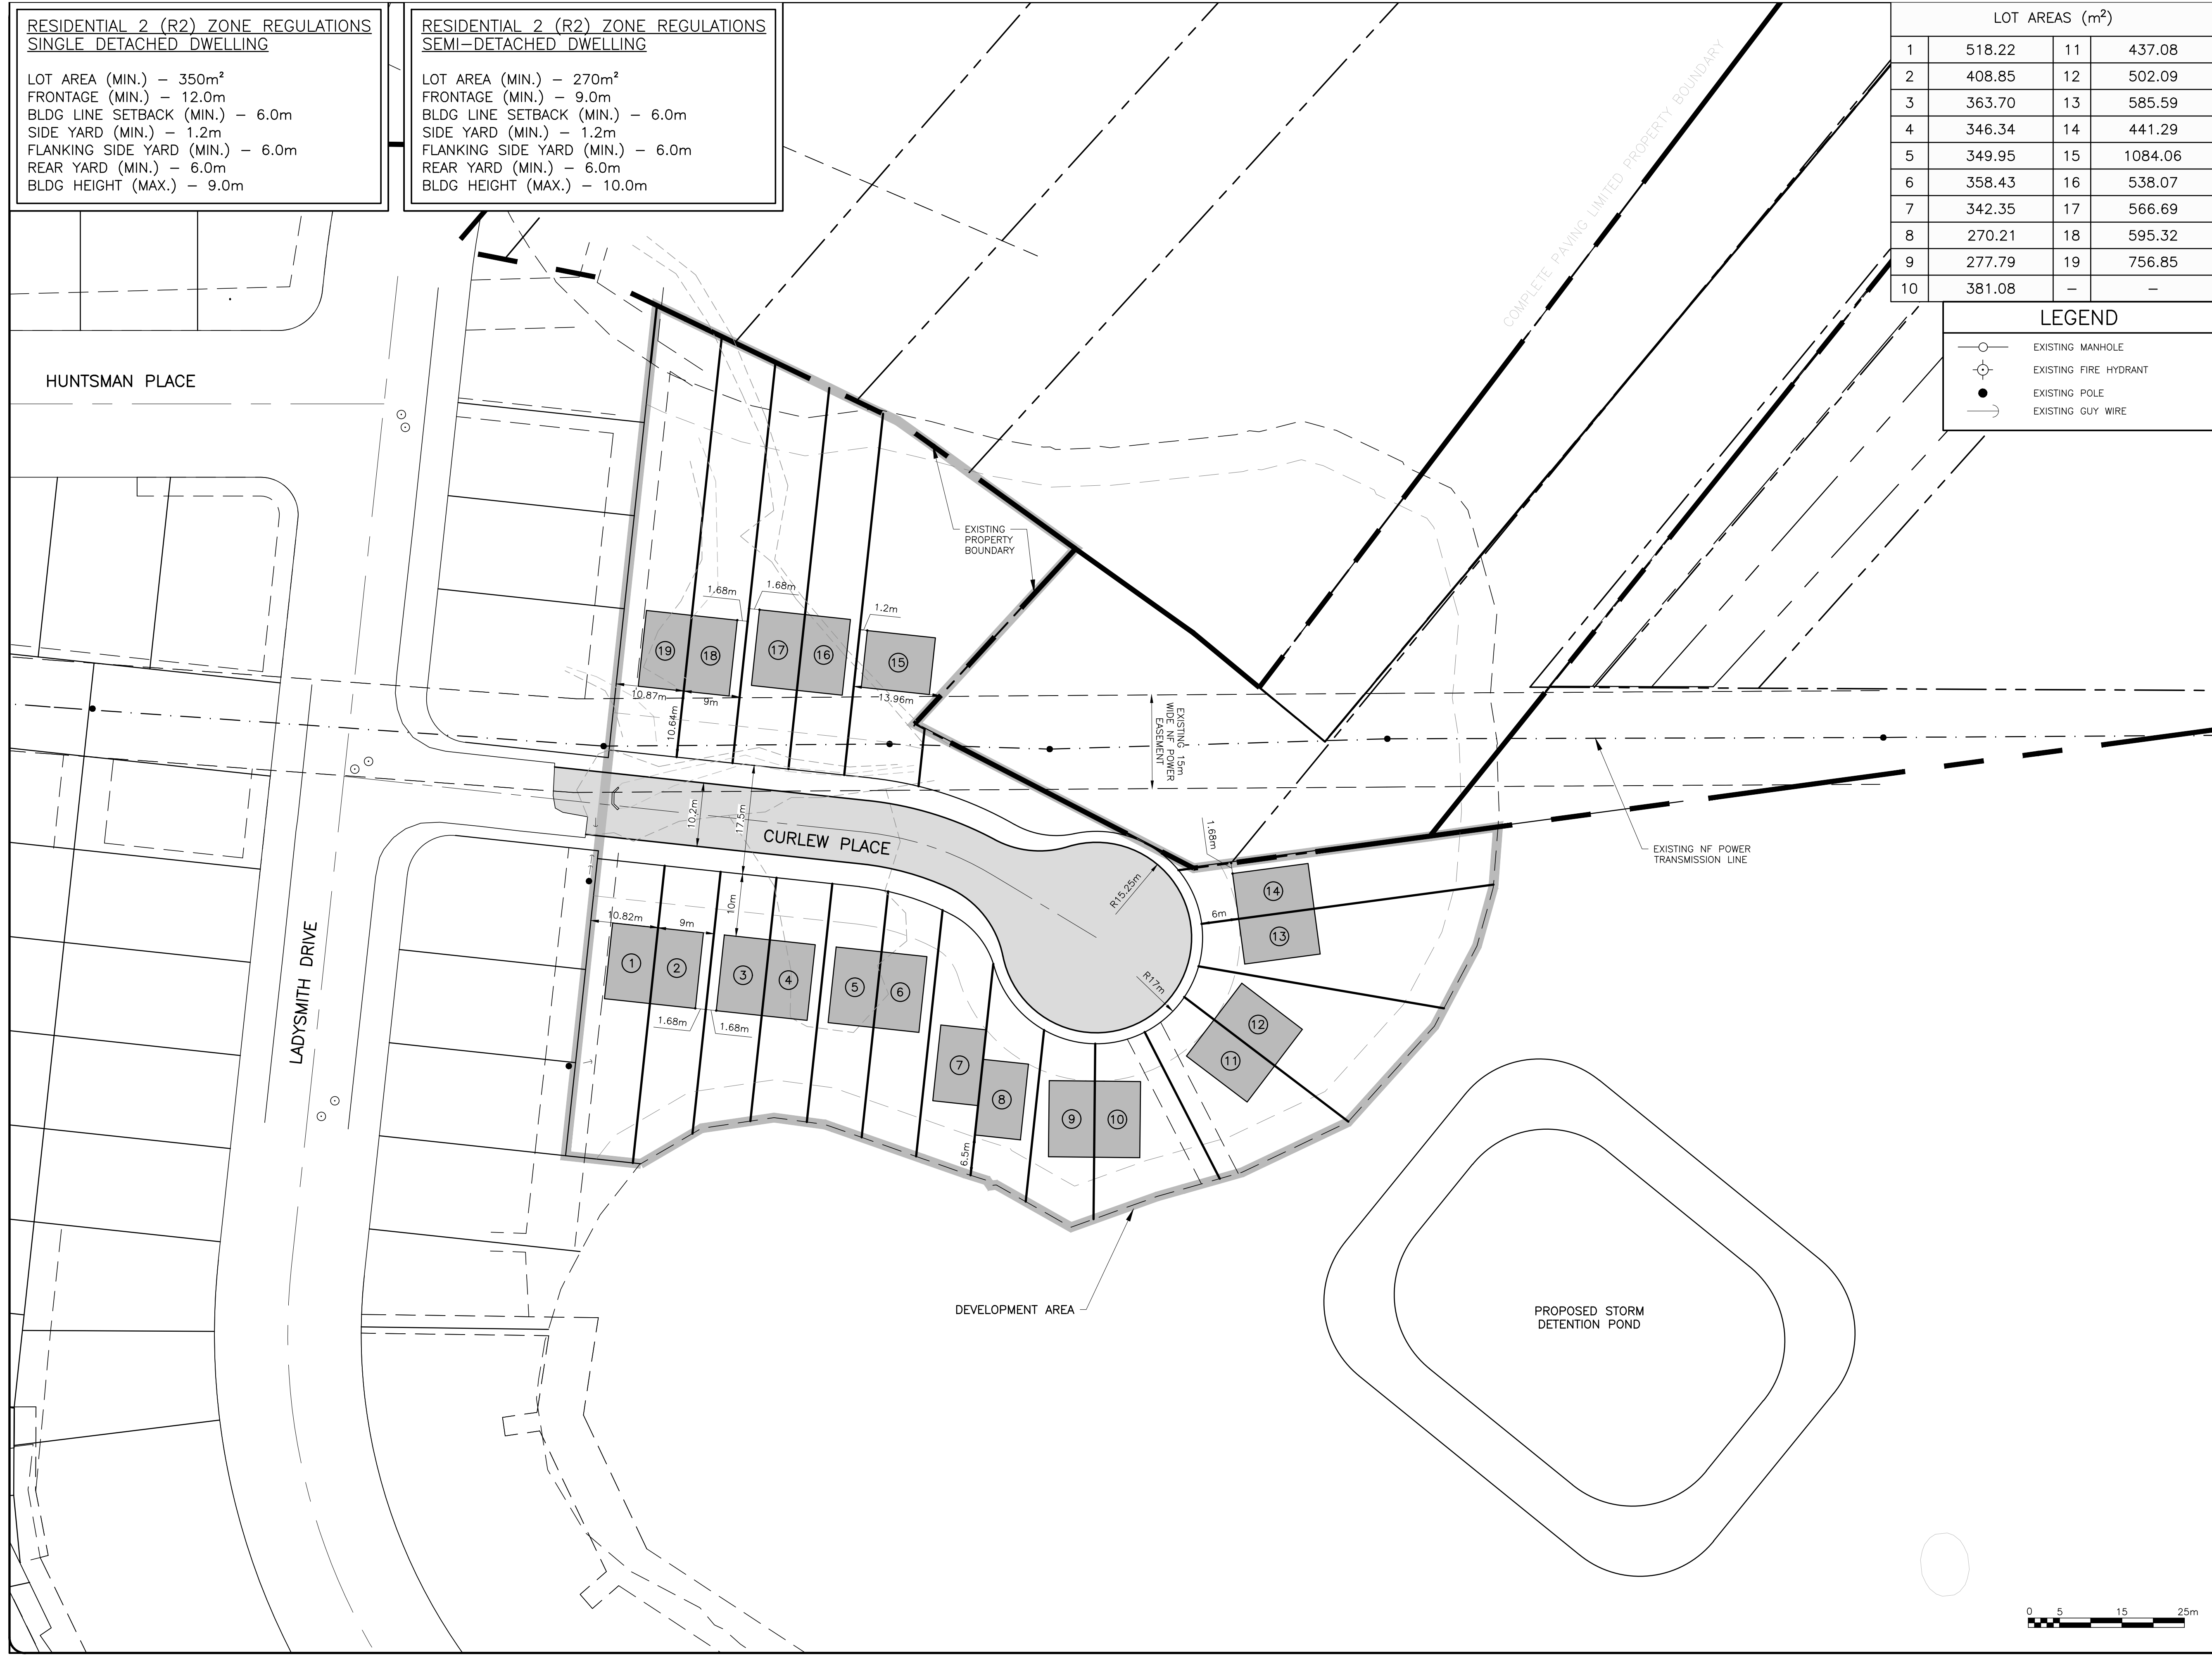 RESIDENTIAL 2 (R2) ZONE REGULATIONS
SINGLE DETACHED DWELLING
LOT AREA (MIN.) – 350m²
FRONTAGE (MIN.) – 12.0m
BLDG LINE SETBACK (MIN.) – 6.0m
SIDE YARD (MIN.) – 1.2m
FLANKING SIDE YARD (MIN.) – 6.0m
REAR YARD (MIN.) – 6.0m
BLDG HEIGHT (MAX.) – 9.0m
RESIDENTIAL 2 (R2) ZONE REGULATIONS
SEMI–DETACHED DWELLING
LOT AREA (MIN.) – 270m²
FRONTAGE (MIN.) – 9.0m
BLDG LINE SETBACK (MIN.) – 6.0m
SIDE YARD (MIN.) – 1.2m
FLANKING SIDE YARD (MIN.) – 6.0m
REAR YARD (MIN.) – 6.0m
BLDG HEIGHT (MAX.) – 10.0m
LOT AREAS (m²)
1 518.22 11 437.08
2 408.85 12 502.09
3 363.70 13 585.59
4 346.34 14 441.29
5 349.95 15 1084.06
6 358.43 16 538.07
7 342.35 17 566.69
8 270.21 18 595.32
9 277.79 19 756.85
10 381.08 – –
LEGEND
EXISTING MANHOLE
EXISTING FIRE HYDRANT
EXISTING POLE
EXISTING GUY WIRE
COMPLETE PAVING LIMITED PROPERTY BOUNDARY
HUNTSMAN PLACE
EXISTING
PROPERTY
BOUNDARY
1.68m
1.68m
1.2m
19
18
17
16
15
10.87m
9m
13.96m
10.64m
EXISTING 15m
WIDE NF POWER
EASEMENT
10.2m
17.5m
CURLEW PLACE
R15.25m
1.68m
EXISTING NF POWER
TRANSMISSION LINE
10.82m
9m
10m
6m
14
13
1
2
3
4
5
6
R17m
1.68m
1.68m
12
11
7
8
9
10
6.5m
LADYSMITH DRIVE
DEVELOPMENT AREA
PROPOSED STORM
DETENTION POND
0 5 15 25m